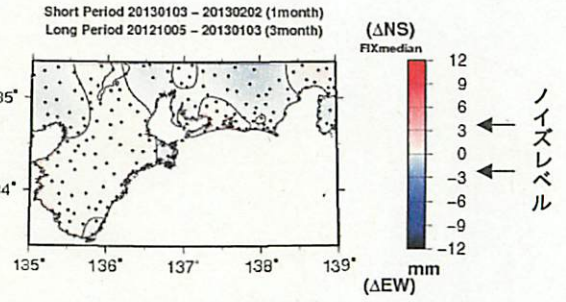 Short Period 20130103 – 20130202 (1month)
Long Period 20121005 – 20130103 (3month)
(ΔNS)
FIXmedian
12
9
6
3
0
−3
−6
−9
−12
mm
(ΔEW)
ノイズレベル
35°
34°
135°
136°
137°
138°
139°